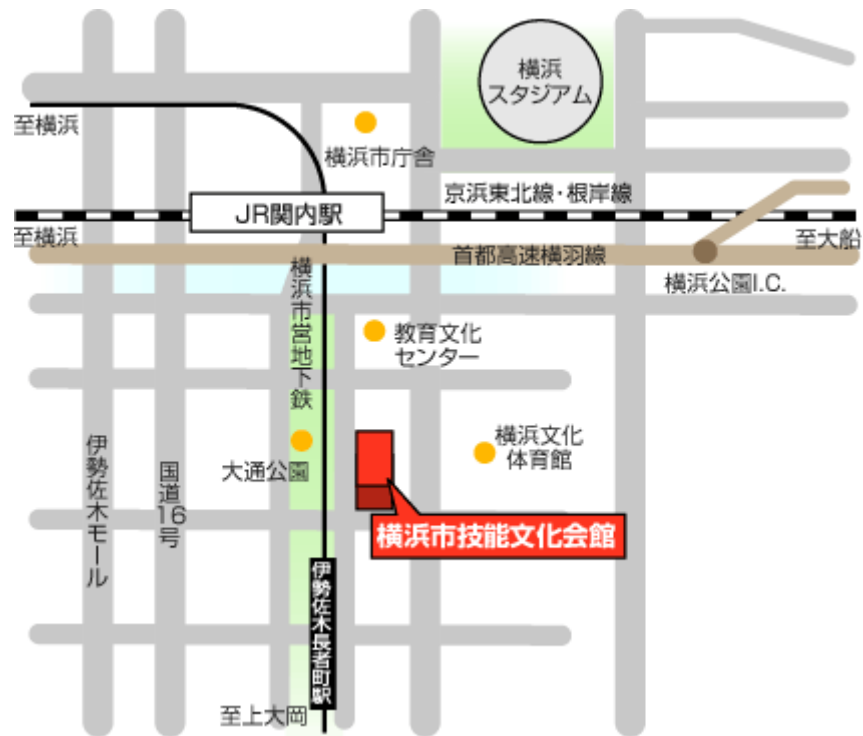 横浜
スタジアム
至横浜
横浜市庁舎
京浜東北線・根岸線
JR関内駅
至横浜
至大船
首都高速横羽線
横浜公園I.C.
横浜市営地下鉄
教育文化
センター
伊勢佐木モール
国道16号
大通公園
横浜文化
体育館
横浜市技能文化会館
伊勢佐木長者町駅
至上大岡